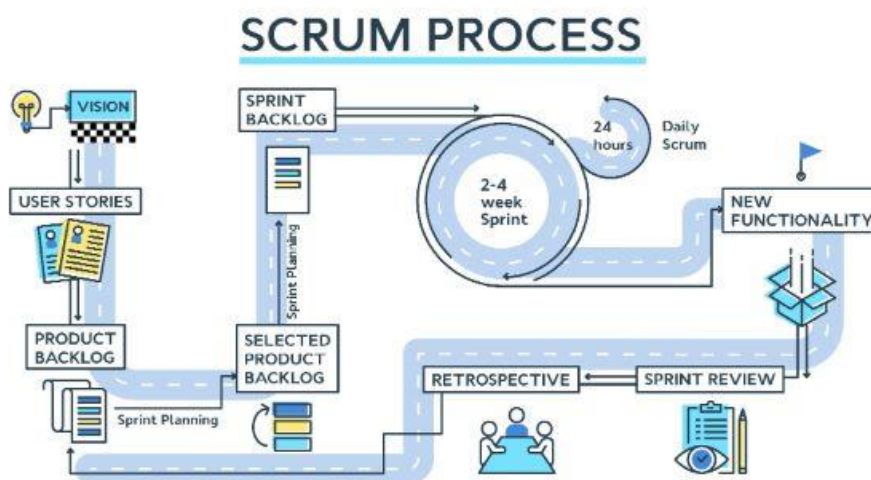 SCRUM PROCESS
VISION
USER STORIES
PRODUCT
BACKLOG
Sprint Planning
SELECTED
PRODUCT
BACKLOG
Sprint Planning
SPRINT
BACKLOG
2-4
week
Sprint
24
hours
Daily
Scrum
NEW
FUNCTIONALITY
SPRINT REVIEW
RETROSPECTIVE